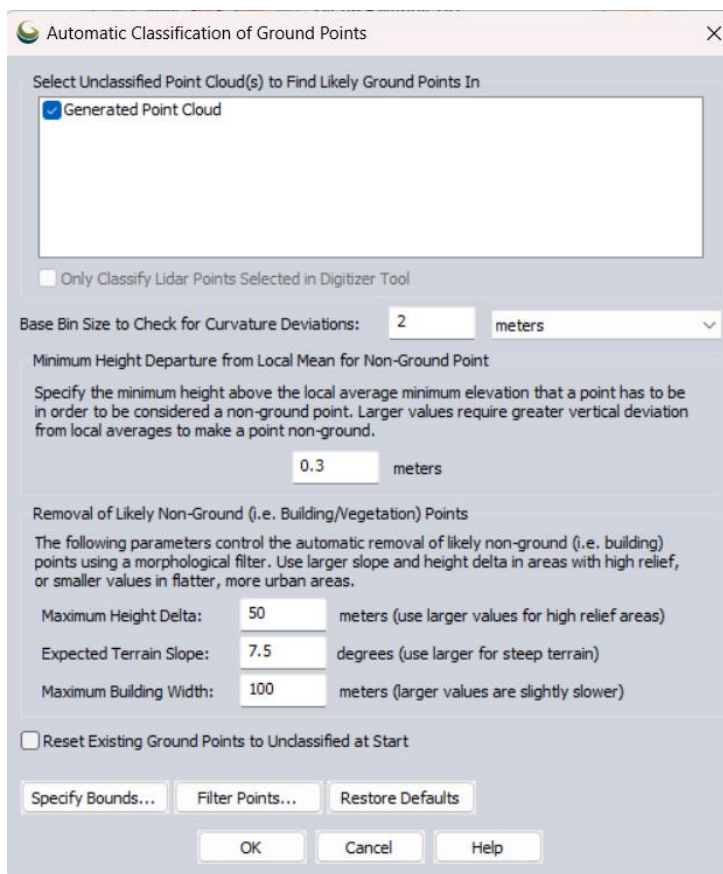 Automatic Classification of Ground Points
Select Unclassified Point Cloud(s) to Find Likely Ground Points In
Generated Point Cloud
Only Classify Lidar Points Selected in Digitizer Tool
Base Bin Size to Check for Curvature Deviations: 2 meters
Minimum Height Departure from Local Mean for Non-Ground Point
Specify the minimum height above the local average minimum elevation that a point has to be
in order to be considered a non-ground point. Larger values require greater vertical deviation
from local averages to make a point non-ground.
0.3 meters
Removal of Likely Non-Ground (i.e. Building/Vegetation) Points
The following parameters control the automatic removal of likely non-ground (i.e. building)
points using a morphological filter. Use larger slope and height delta in areas with high relief,
or smaller values in flatter, more urban areas.
Maximum Height Delta: 50 meters (use larger values for high relief areas)
Expected Terrain Slope: 7.5 degrees (use larger for steep terrain)
Maximum Building Width: 100 meters (larger values are slightly slower)
Reset Existing Ground Points to Unclassified at Start
Specify Bounds... Filter Points... Restore Defaults
OK Cancel Help